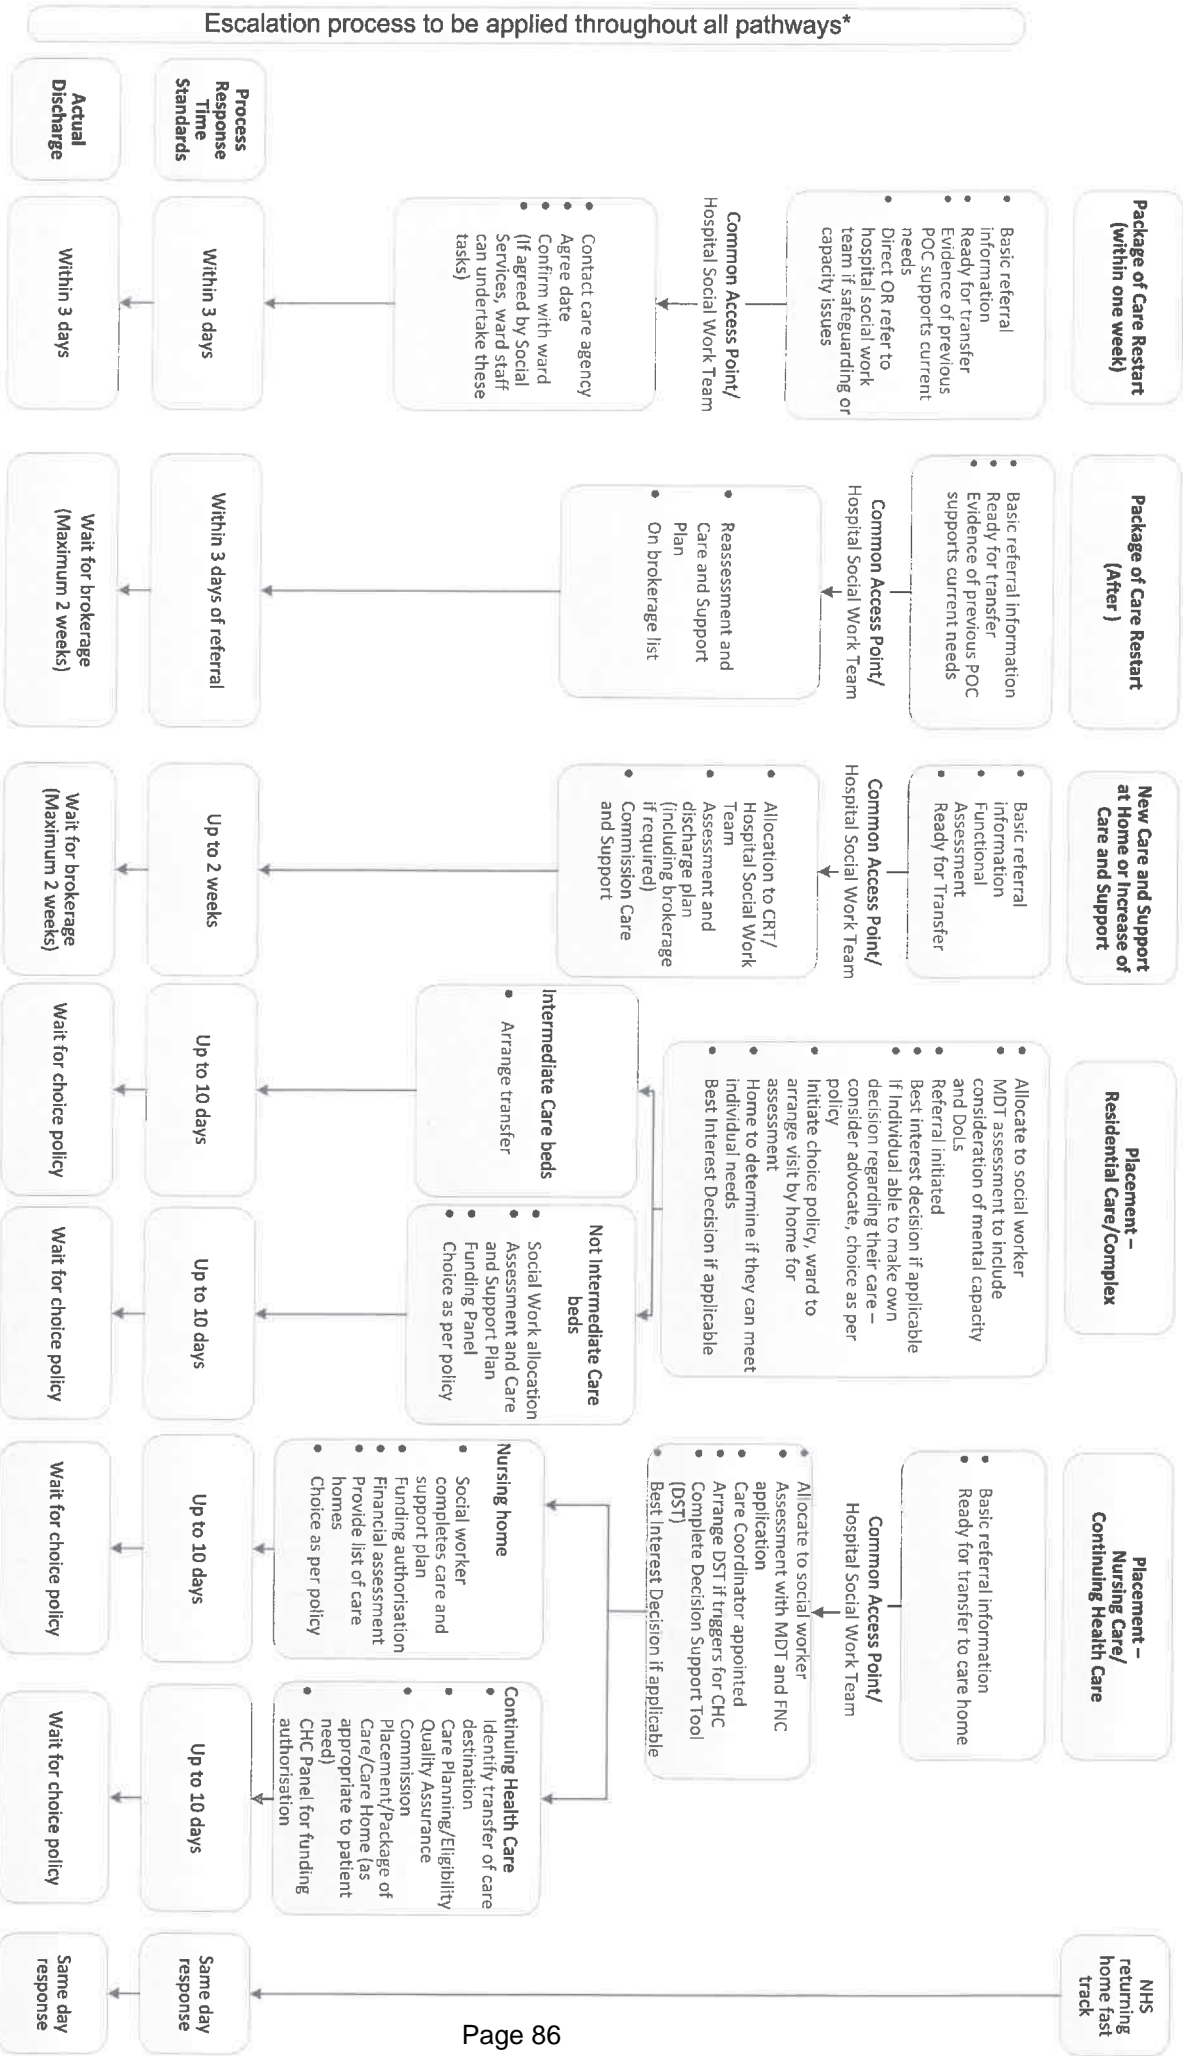 Escalation process to be applied throughout all pathways*
Package of Care Restart
(within one week)
Basic referral
information
Ready for transfer
Evidence of previous
POC supports current
needs
Direct OR refer to
hospital social work
team if safeguarding or
capacity issues
Common Access Point/
Hospital Social Work Team
Contact care agency
Agree date
Confirm with ward
(If agreed by Social
Services, ward staff
can undertake these
tasks)
Process
Response
Time
Standards
Within 3 days
Actual
Discharge
Within 3 days
Package of Care Restart
(After )
Basic referral information
Ready for transfer
Evidence of previous POC
supports current needs
Common Access Point/
Hospital Social Work Team
Reassessment and
Care and Support
Plan
On brokerage list
Within 3 days of referral
Wait for brokerage
(Maximum 2 weeks)
New Care and Support
at Home or Increase of
Care and Support
Basic referral
information
Functional
Assessment
Ready for Transfer
Common Access Point/
Hospital Social Work Team
Allocation to CRT/
Hospital Social Work
Team
Assessment and
discharge plan
(including brokerage
if required)
Commission Care
and Support
Up to 2 weeks
Wait for brokerage
(Maximum 2 weeks)
Placement –
Residential Care/Complex
Allocate to social worker
MDT assessment to include
consideration of mental capacity
and DoLs
Referral initiated
Best interest decision if applicable
If Individual able to make own
decision regarding their care –
consider advocate, choice as per
policy
Initiate choice policy, ward to
arrange visit by home for
assessment
Home to determine if they can meet
individual needs
Best Interest Decision if applicable
Intermediate Care beds
Arrange transfer
Up to 10 days
Wait for choice policy
Not Intermediate Care
beds
Social Work allocation
Assessment and Care
and Support Plan
Funding Panel
Choice as per policy
Up to 10 days
Wait for choice policy
Placement –
Nursing Care/
Continuing Health Care
Basic referral information
Ready for transfer to care home
Common Access Point/
Hospital Social Work Team
Allocate to social worker
Assessment with MDT and FNC
application
Care Coordinator appointed
Arrange DST if triggers for CHC
Complete Decision Support Tool
(DST)
Best Interest Decision if applicable
Nursing home
Social worker
completes care and
support plan
Funding authorisation
Financial assessment
Provide list of care
homes
Choice as per policy
Up to 10 days
Wait for choice policy
Continuing Health Care
Identify transfer of care
destination
Care Planning/Eligibility
Quality Assurance
Commission
Placement/Package of
Care/Care Home (as
appropriate to patient
need)
CHC Panel for funding
authorisation
Up to 10 days
Wait for choice policy
NHS
returning
home fast
track
Same day
response
Same day
response
Page 86